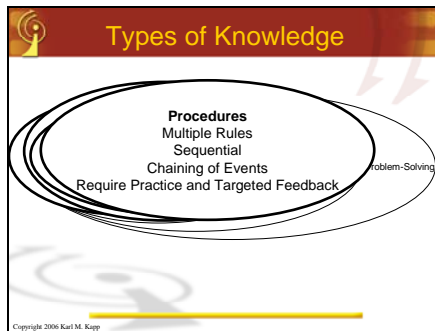 Types of Knowledge
Procedures
Multiple Rules
Sequential
Chaining of Events
Require Practice and Targeted Feedback
roblem-Solving
Copyright 2006 Karl M. Kapp